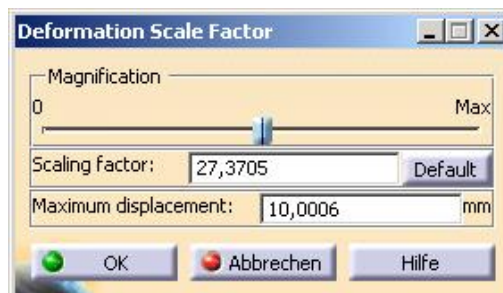 Deformation Scale Factor
Magnification
0 Max
Scaling factor: 27,3705 Default
Maximum displacement: 10,0006 mm
OK Abbrechen Hilfe